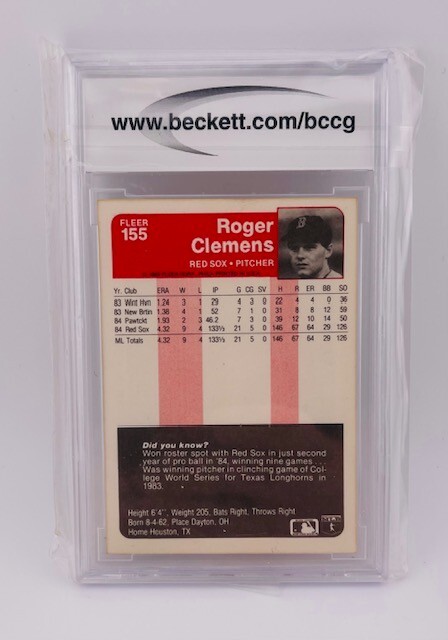 www.beckett.com/bccg
FLEER
155
Roger
Clemens
RED SOX • PITCHER
Yr. Club ERA W L IP G CG SV H R ER BB SO
83 Wint Hvn 1.24 3 1 29 4 3 0 22 4 4 0 36
83 New Brtin 1.38 4 1 52 7 1 0 31 8 8 12 59
84 Pawtckt 1.93 2 3 46.2 7 3 0 39 12 10 14 50
84 Red Sox 4.32 9 4 133⅓ 21 5 0 146 67 64 29 126
ML Totals 4.32 9 4 133⅓ 21 5 0 146 67 64 29 126
Did you know?
Won roster spot with Red Sox in just second
year of pro ball in '84, winning nine games . . .
Was winning pitcher in clinching game of Col-
lege World Series for Texas Longhorns in
1983.
Height 6'4", Weight 205, Bats Right, Throws Right
Born 8-4-62, Place Dayton, OH
Home Houston, TX